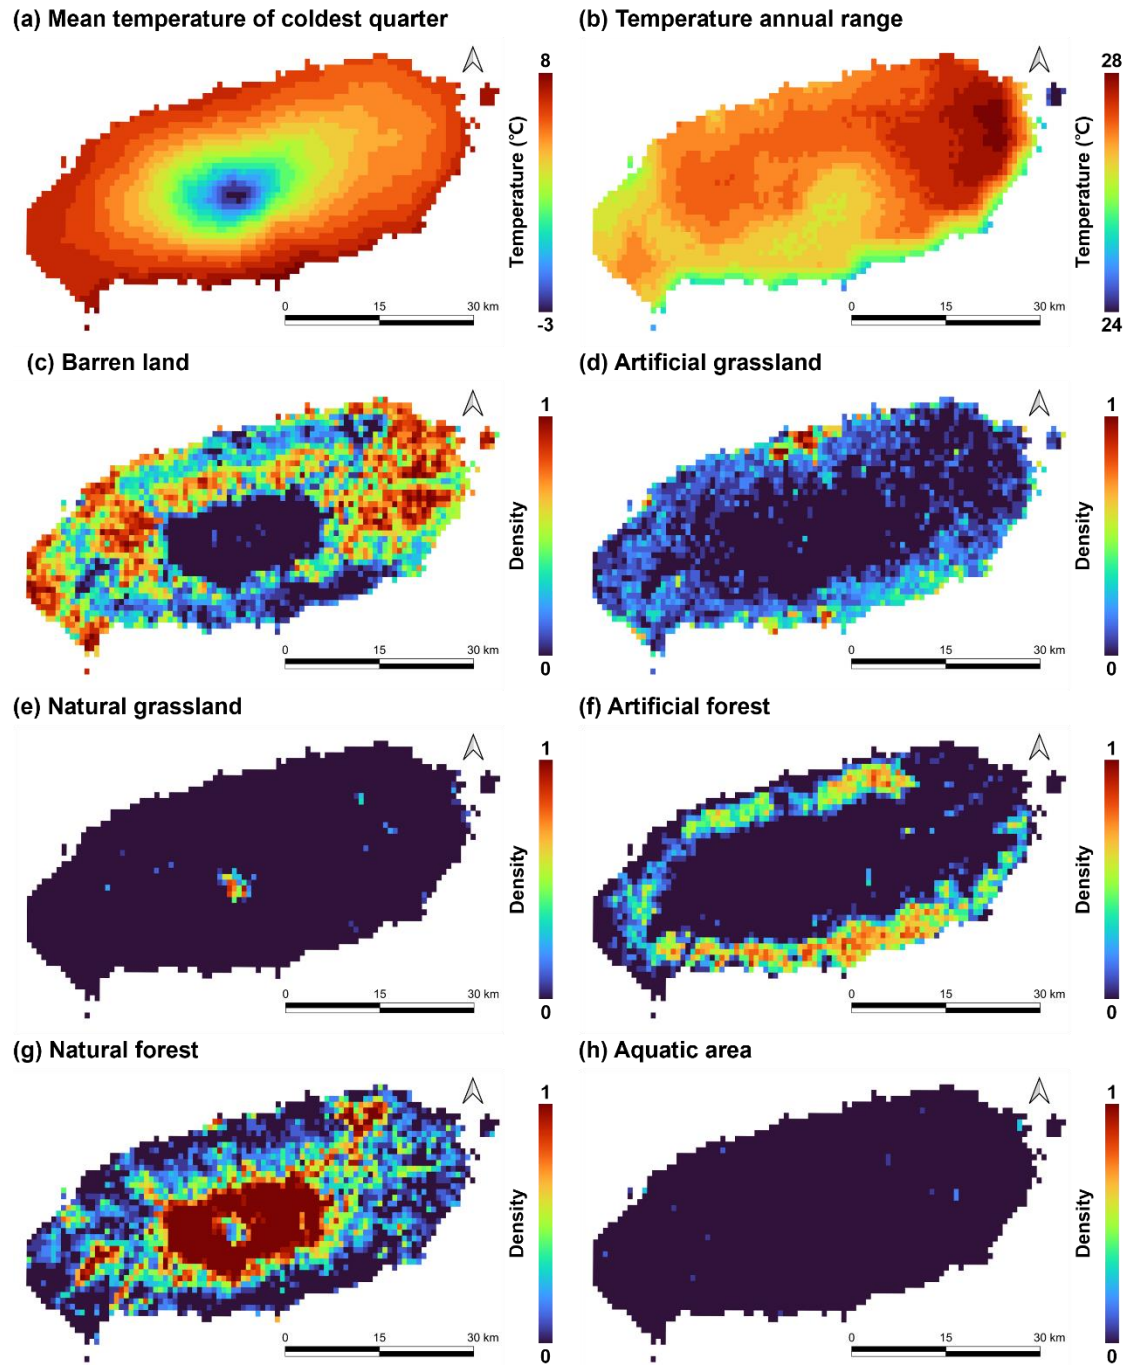 (a) Mean temperature of coldest quarter
(b) Temperature annual range
8
Temperature (°C)
-3
0 15 30 km
28
Temperature (°C)
24
0 15 30 km
(c) Barren land
(d) Artificial grassland
1
Density
0
0 15 30 km
1
Density
0
0 15 30 km
(e) Natural grassland
(f) Artificial forest
1
Density
0
0 15 30 km
1
Density
0
0 15 30 km
(g) Natural forest
(h) Aquatic area
1
Density
0
0 15 30 km
1
Density
0
0 15 30 km